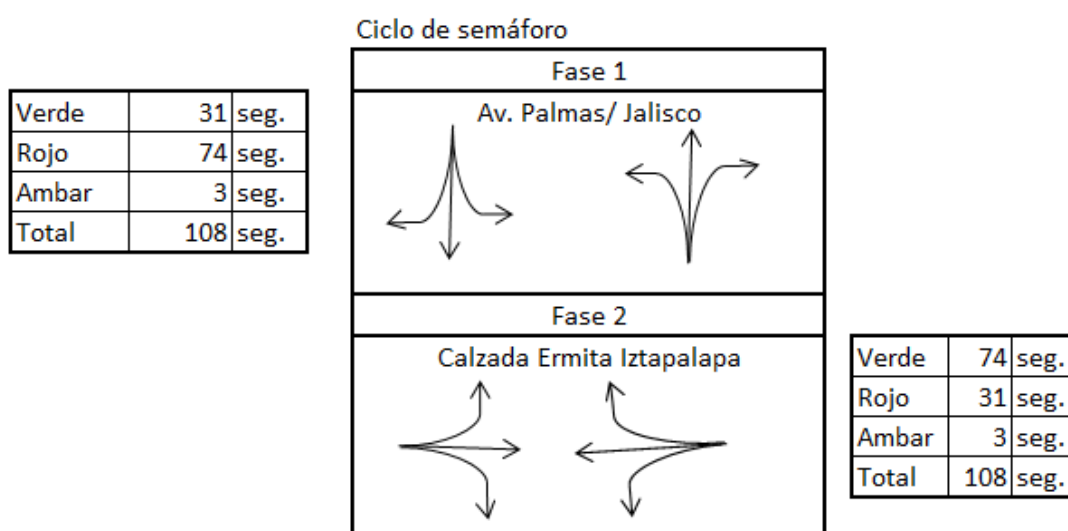 Ciclo de semáforo
Fase 1
Av. Palmas/ Jalisco
Verde 31 seg.
Rojo 74 seg.
Ambar 3 seg.
Total 108 seg.
Fase 2
Calzada Ermita Iztapalapa
Verde 74 seg.
Rojo 31 seg.
Ambar 3 seg.
Total 108 seg.